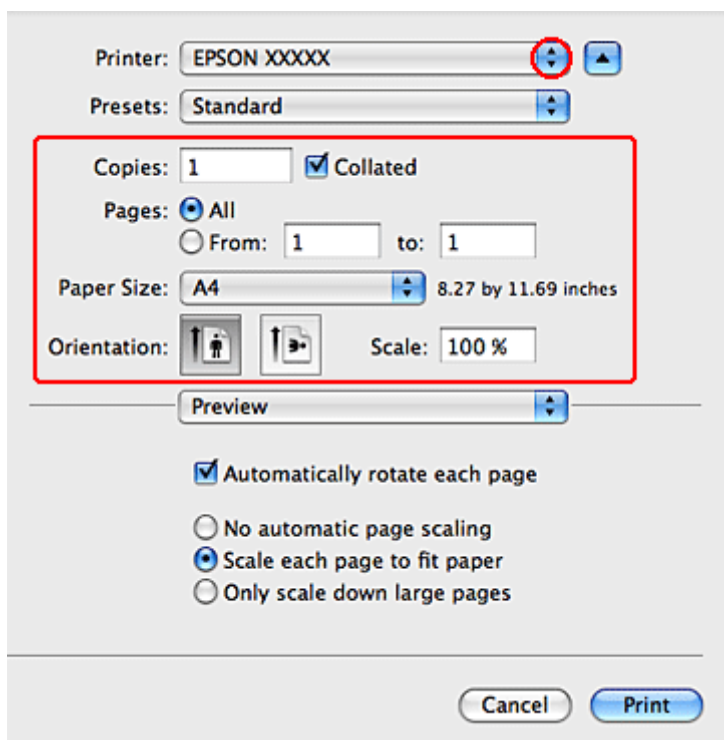 Printer: EPSON XXXXX
Presets: Standard
Copies: 1 Collated
Pages: All
From: 1 to: 1
Paper Size: A4 8.27 by 11.69 inches
Orientation: Scale: 100 %
Preview
Automatically rotate each page
No automatic page scaling
Scale each page to fit paper
Only scale down large pages
Cancel Print